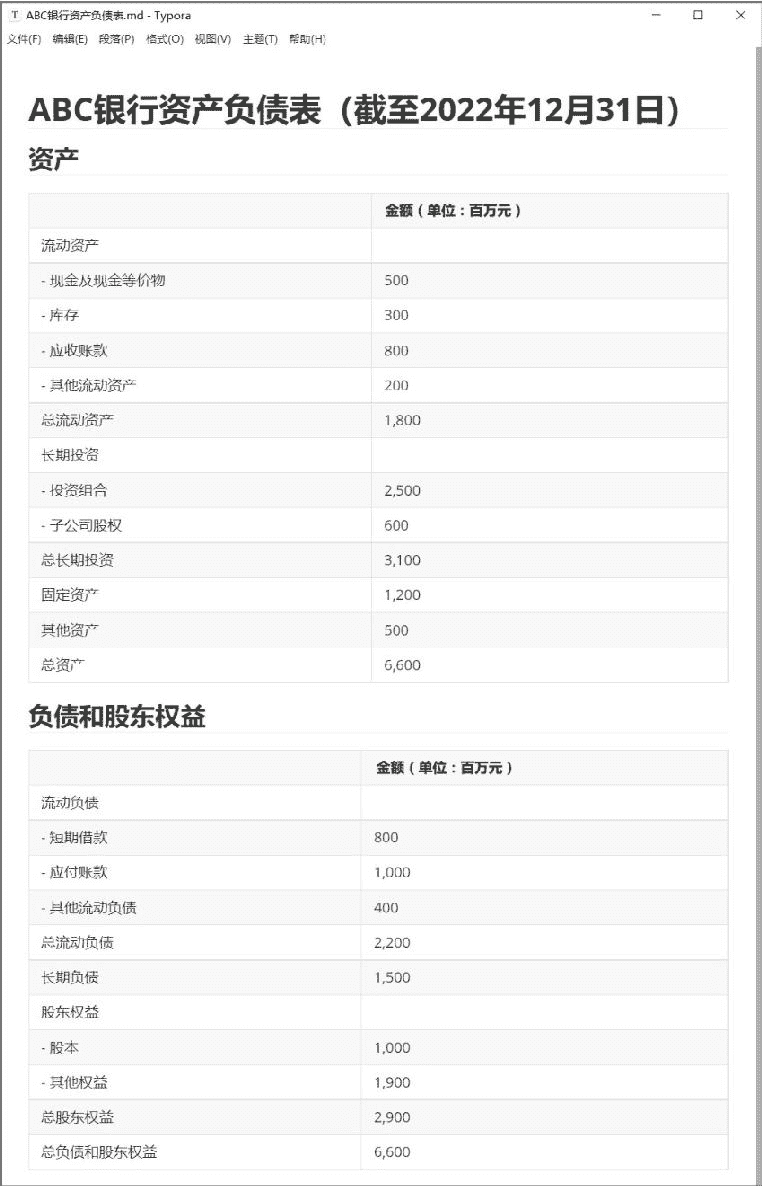 T ABC银行资产负债表.md - Typora
文件(F) 编辑(E) 段落(P) 格式(O) 视图(V) 主题(T) 帮助(H)
ABC银行资产负债表（截至2022年12月31日）
资产
金额（单位：百万元）
流动资产
- 现金及现金等价物 500
- 库存 300
- 应收账款 800
- 其他流动资产 200
总流动资产 1,800
长期投资
- 投资组合 2,500
- 子公司股权 600
总长期投资 3,100
固定资产 1,200
其他资产 500
总资产 6,600
负债和股东权益
金额（单位：百万元）
流动负债
- 短期借款 800
- 应付账款 1,000
- 其他流动负债 400
总流动负债 2,200
长期负债 1,500
股东权益
- 股本 1,000
- 其他权益 1,900
总股东权益 2,900
总负债和股东权益 6,600